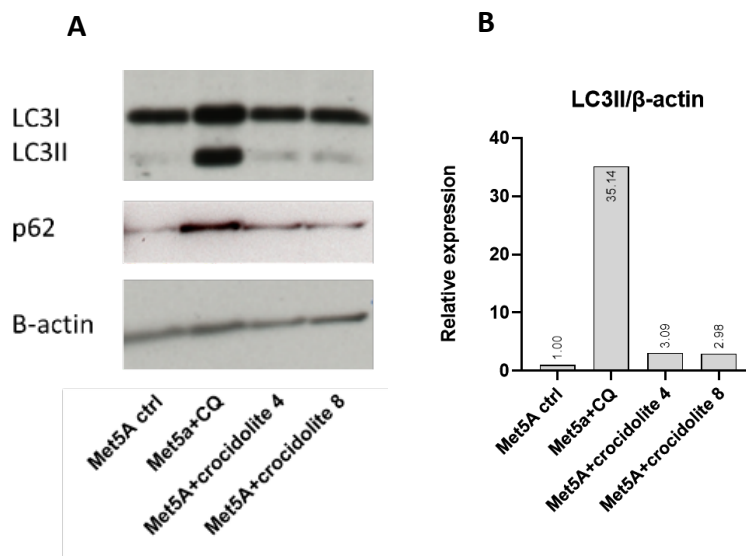 A
LC3I
LC3II
p62
B-actin
Met5A ctrl
Met5a+CQ
Met5A+crocidolite 4
Met5A+crocidolite 8
B
LC3II/β-actin
Relative expression
40
30
20
10
0
1.00
35.14
3.09
2.98
Met5A ctrl
Met5a+CQ
Met5A+crocidolite 4
Met5A+crocidolite 8